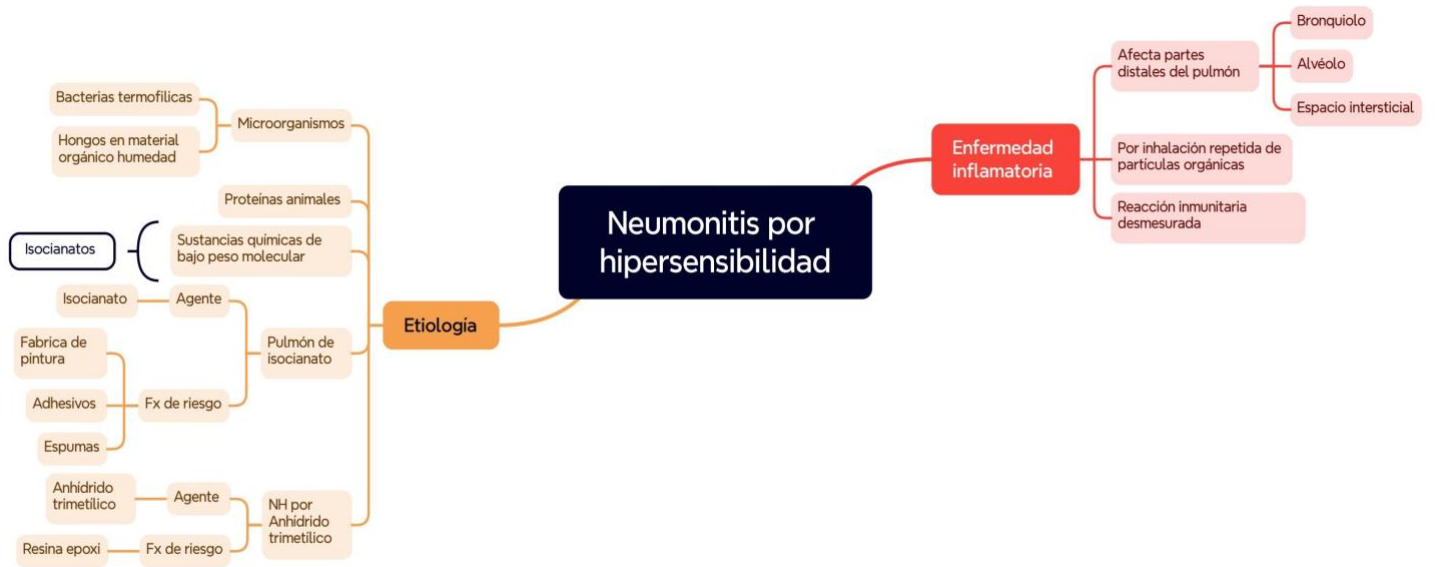 Neumonitis por
hipersensibilidad
Enfermedad
inflamatoria
Afecta partes
distales del pulmón
Bronquiolo
Alvéolo
Espacio intersticial
Por inhalación repetida de
partículas orgánicas
Reacción inmunitaria
desmesurada
Etiología
Microorganismos
Bacterias termofilicas
Hongos en material
orgánico humedad
Proteínas animales
Sustancias químicas de
bajo peso molecular
Isocianatos
Pulmón de
isocianato
Agente
Isocianato
Fx de riesgo
Fabrica de
pintura
Adhesivos
Espumas
NH por
Anhídrido
trimetílico
Agente
Anhídrido
trimetílico
Fx de riesgo
Resina epoxi